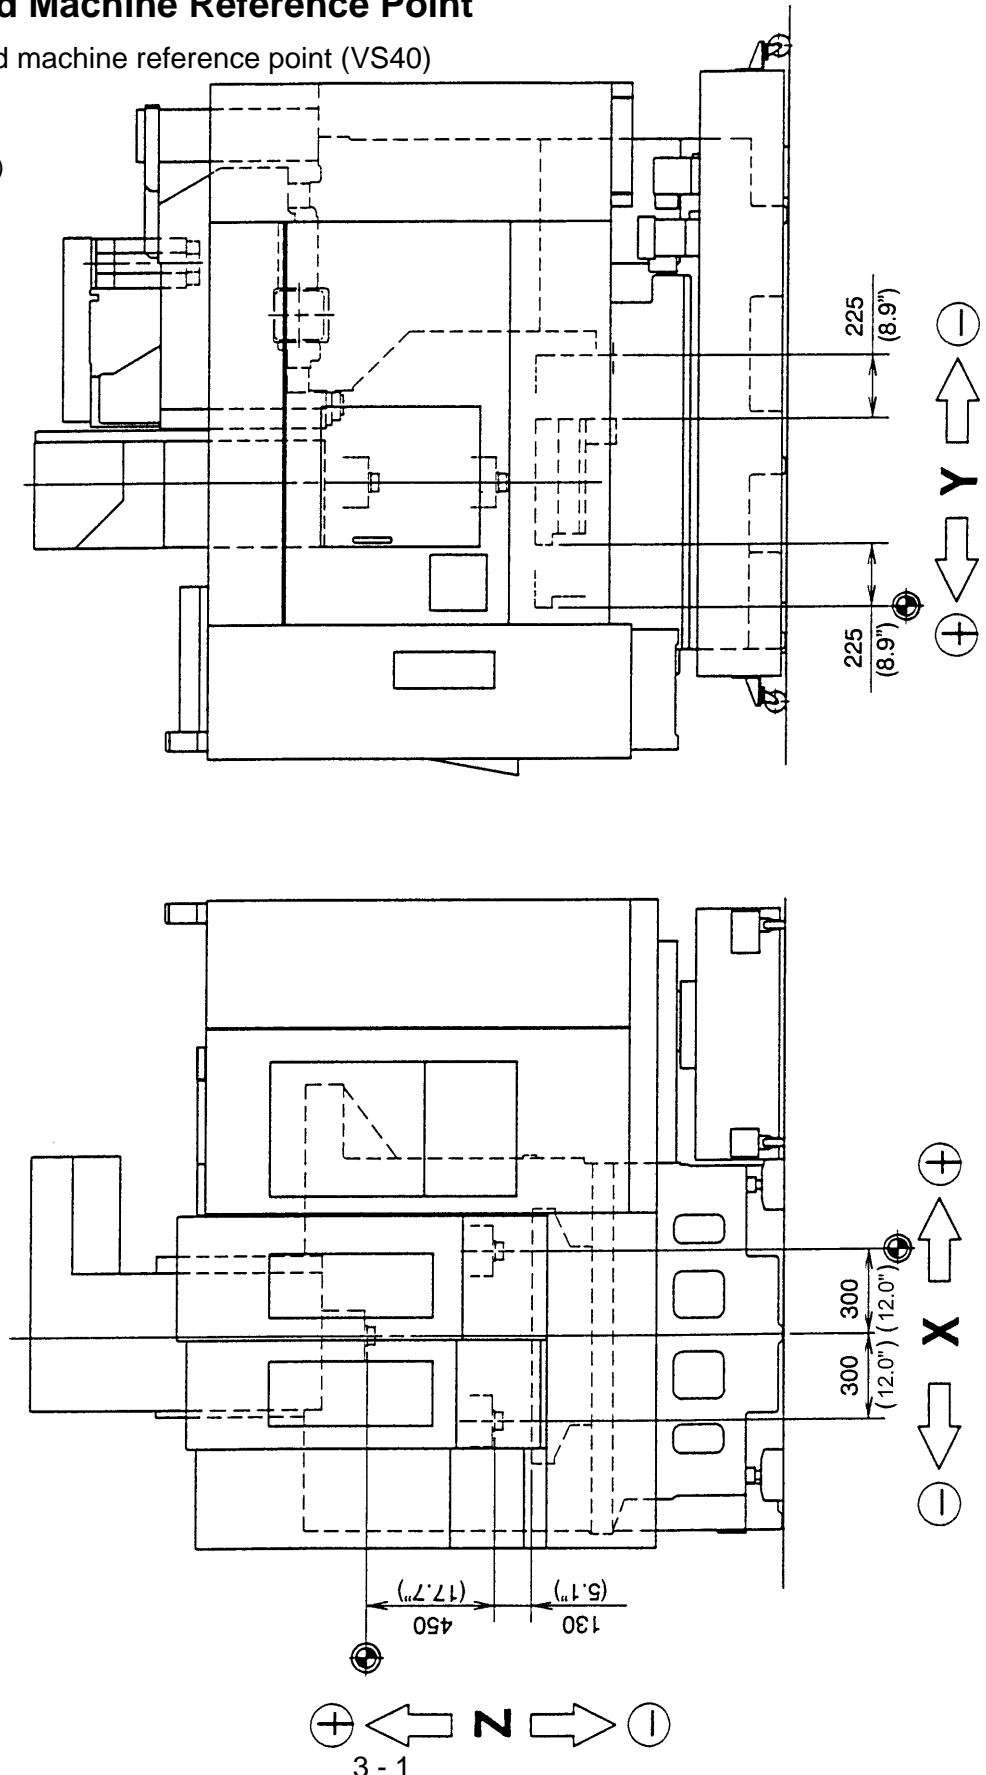 d Machine Reference Point
d machine reference point (VS40)
)
225
(8.9")
Y
225
(8.9")
300
(12.0")
X
300
(12.0")
450
(17.7")
130
(5.1")
Z
3 - 1